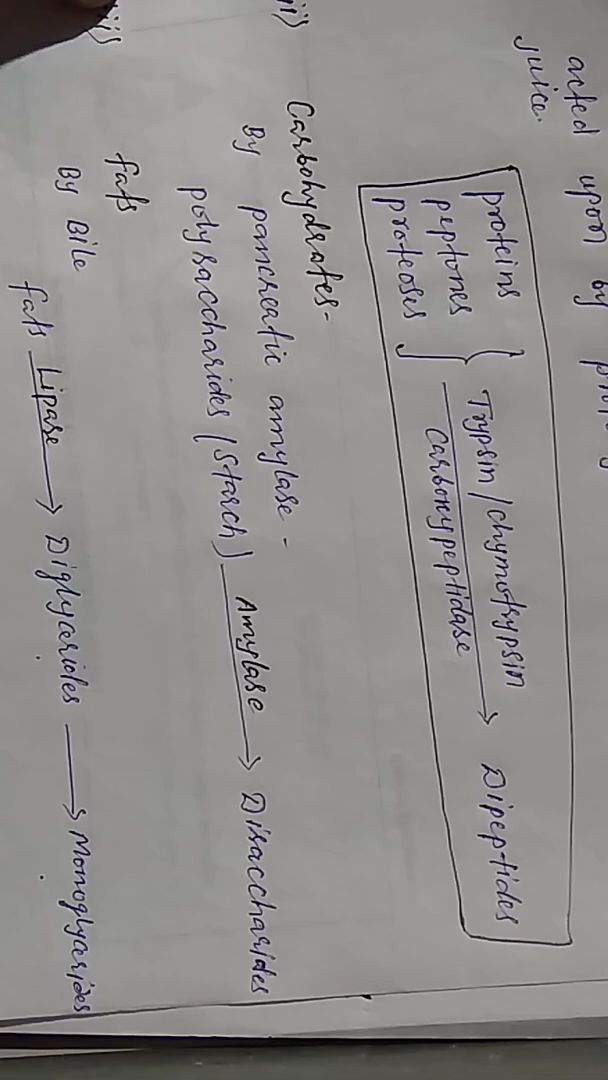 acted upon by
juice.
proteins
peptones
proteoses
Trypsin/chymotrypsin
carboxypeptidase
Dipeptides
ii)
Carbohydrates-
By pancreatic amylase-
polysaccharides (Starch) Amylase → Disaccharides
fats
By Bile
fats Lipase → Diglycerides → Monoglycerides